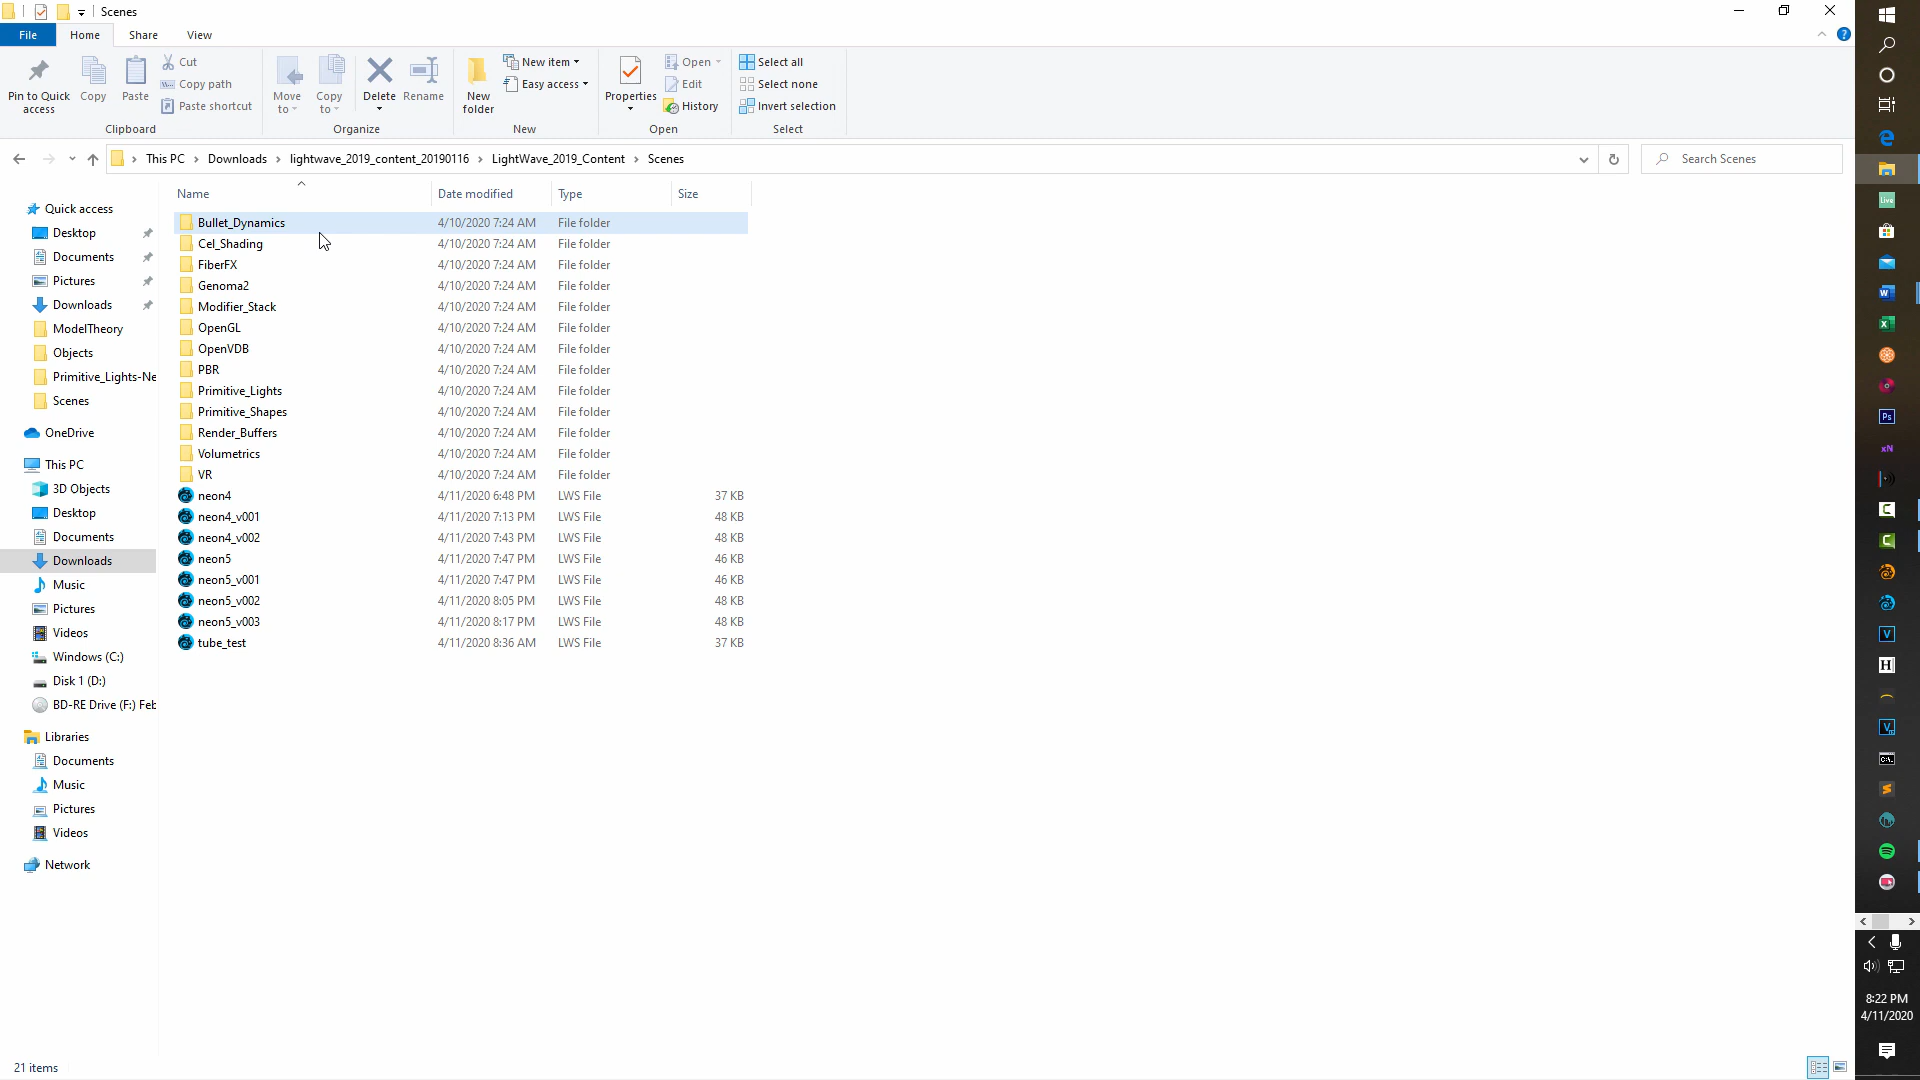 Scenes
File Home Share View
Pin to Quick access
Copy
Paste
Cut
Copy path
Paste shortcut
Clipboard
Move to
Copy to
Delete
Rename
Organize
New folder
New item
Easy access
New
Properties
Open
Edit
History
Open
Select all
Select none
Invert selection
Select
This PC > Downloads > lightwave_2019_content_20190116 > LightWave_2019_Content > Scenes
Search Scenes
Quick access
Desktop
Documents
Pictures
Downloads
ModelTheory
Objects
Primitive_Lights-Ne
Scenes
OneDrive
This PC
3D Objects
Desktop
Documents
Downloads
Music
Pictures
Videos
Windows (C:)
Disk 1 (D:)
BD-RE Drive (F:) Feb
Libraries
Documents
Music
Pictures
Videos
Network
Name Date modified Type Size
Bullet_Dynamics 4/10/2020 7:24 AM File folder
Cel_Shading 4/10/2020 7:24 AM File folder
FiberFX 4/10/2020 7:24 AM File folder
Genoma2 4/10/2020 7:24 AM File folder
Modifier_Stack 4/10/2020 7:24 AM File folder
OpenGL 4/10/2020 7:24 AM File folder
OpenVDB 4/10/2020 7:24 AM File folder
PBR 4/10/2020 7:24 AM File folder
Primitive_Lights 4/10/2020 7:24 AM File folder
Primitive_Shapes 4/10/2020 7:24 AM File folder
Render_Buffers 4/10/2020 7:24 AM File folder
Volumetrics 4/10/2020 7:24 AM File folder
VR 4/10/2020 7:24 AM File folder
neon4 4/11/2020 6:48 PM LWS File 37 KB
neon4_v001 4/11/2020 7:13 PM LWS File 48 KB
neon4_v002 4/11/2020 7:43 PM LWS File 48 KB
neon5 4/11/2020 7:47 PM LWS File 46 KB
neon5_v001 4/11/2020 7:47 PM LWS File 46 KB
neon5_v002 4/11/2020 8:05 PM LWS File 48 KB
neon5_v003 4/11/2020 8:17 PM LWS File 48 KB
tube_test 4/11/2020 8:36 AM LWS File 37 KB
21 items
Live
Ps
xN
8:22 PM
4/11/2020